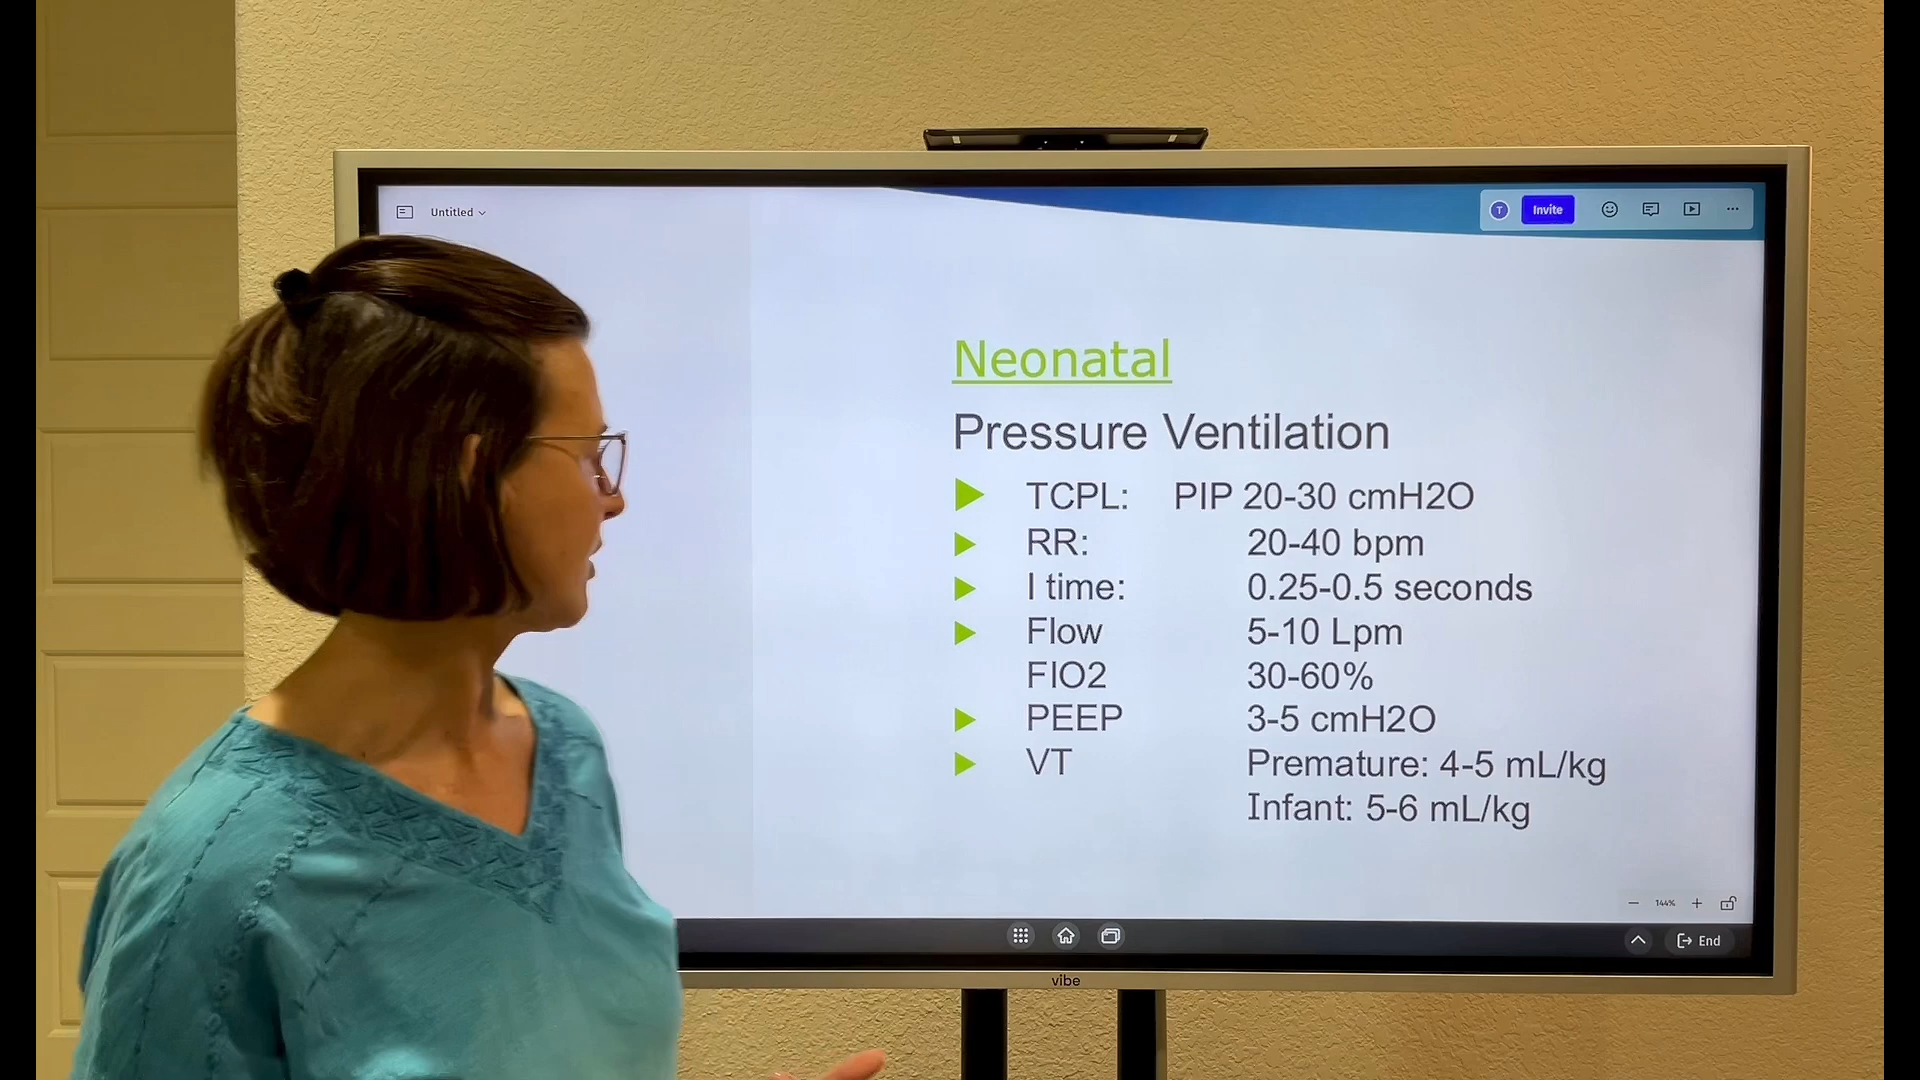 Untitled
T
Invite
Neonatal
Pressure Ventilation
TCPL: PIP 20-30 cmH2O
RR: 20-40 bpm
I time: 0.25-0.5 seconds
Flow 5-10 Lpm
FIO2 30-60%
PEEP 3-5 cmH2O
VT Premature: 4-5 mL/kg
Infant: 5-6 mL/kg
144%
End
vibe